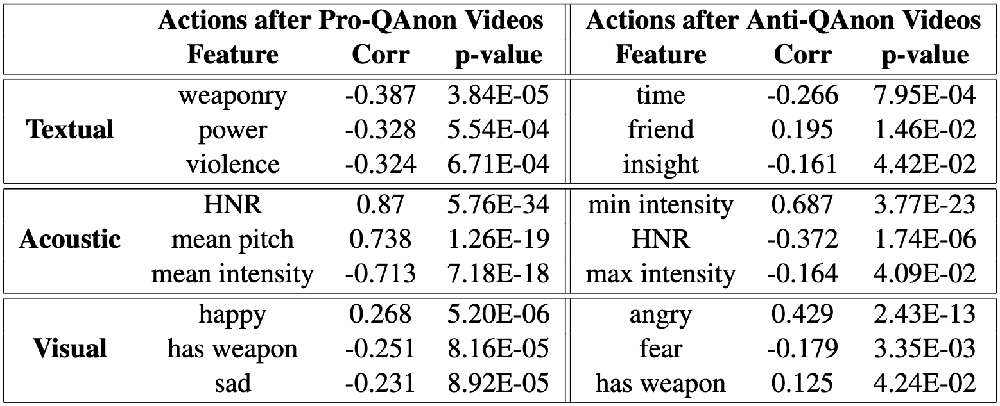 Actions after Pro-QAnon Videos Actions after Anti-QAnon Videos
Feature Corr p-value Feature Corr p-value
weaponry -0.387 3.84E-05 time -0.266 7.95E-04
Textual power -0.328 5.54E-04 friend 0.195 1.46E-02
violence -0.324 6.71E-04 insight -0.161 4.42E-02
HNR 0.87 5.76E-34 min intensity 0.687 3.77E-23
Acoustic mean pitch 0.738 1.26E-19 HNR -0.372 1.74E-06
mean intensity -0.713 7.18E-18 max intensity -0.164 4.09E-02
happy 0.268 5.20E-06 angry 0.429 2.43E-13
Visual has weapon -0.251 8.16E-05 fear -0.179 3.35E-03
sad -0.231 8.92E-05 has weapon 0.125 4.24E-02